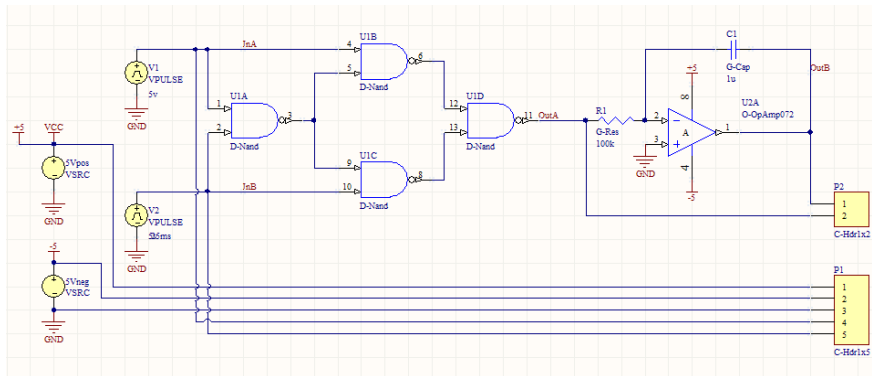 C1
G-Cap
1u
U1B
4
5
6
D-Nand
InA
V1
VPULSE
5v
GND
U1A
1
2
3
D-Nand
U1D
12
13
11
D-Nand
OutA
R1
G-Res
100k
+5
8
2
3
A
1
4
-5
GND
U2A
O-OpAmp072
OutB
+5
VCC
5Vpos
VSRC
GND
U1C
9
10
8
D-Nand
InB
V2
VPULSE
GND
P2
1
2
C-Hdr1x2
-5
5Vneg
VSRC
GND
P1
1
2
3
4
5
C-Hdr1x5